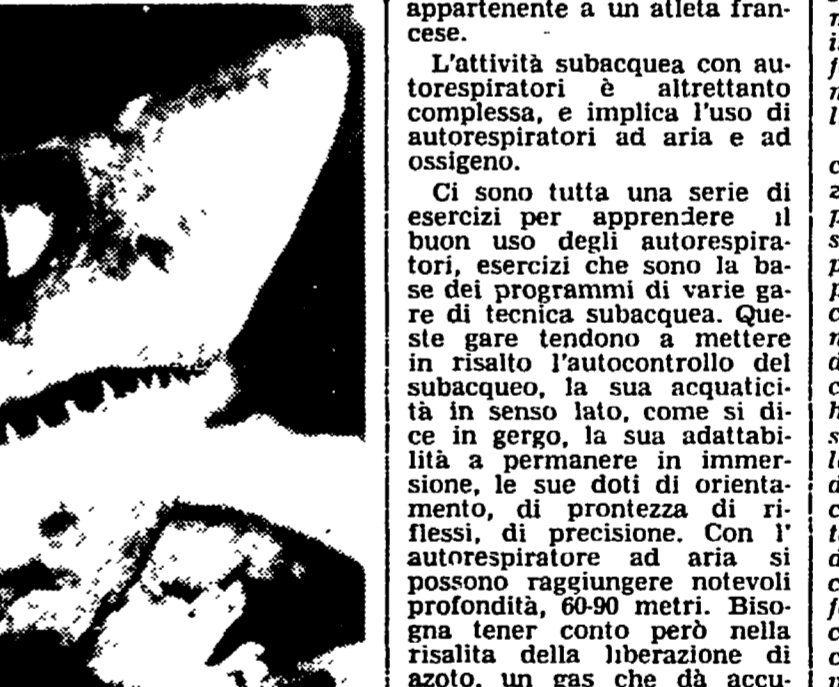 appartenente a un atleta fran-
cese.
L'attività subacquea con au-
torespiratori è altrettanto
complessa, e implica l'uso di
autorespiratori ad aria e ad
ossigeno.
Ci sono tutta una serie di
esercizi per apprendere il
buon uso degli autorespira-
tori, esercizi che sono la ba-
se dei programmi di varie ga-
re di tecnica subacquea. Que-
ste gare tendono a mettere
in risalto l'autocontrollo del
subacqueo, la sua acquatici-
tà in senso lato, come si di-
ce in gergo, la sua adattabi-
lità a permanere in immer-
sione, le sue doti di orienta-
mento, di prontezza di ri-
flessi, di precisione. Con l'
autorespiratore ad aria si
possono raggiungere notevoli
profondità, 60-90 metri. Biso-
gna tener conto però nella
risalita della liberazione di
azoto, un gas che dà accu-